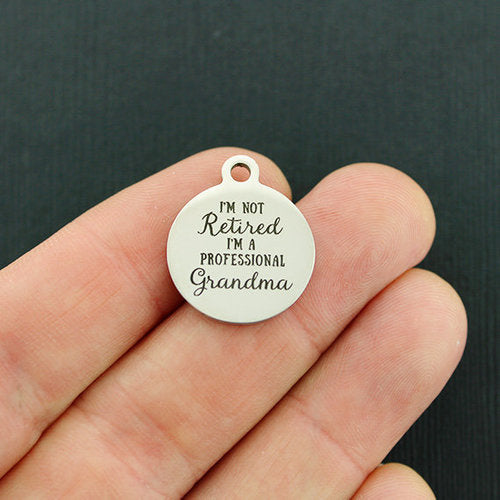 I'M NOT
Retired
I'M A
PROFESSIONAL
Grandma